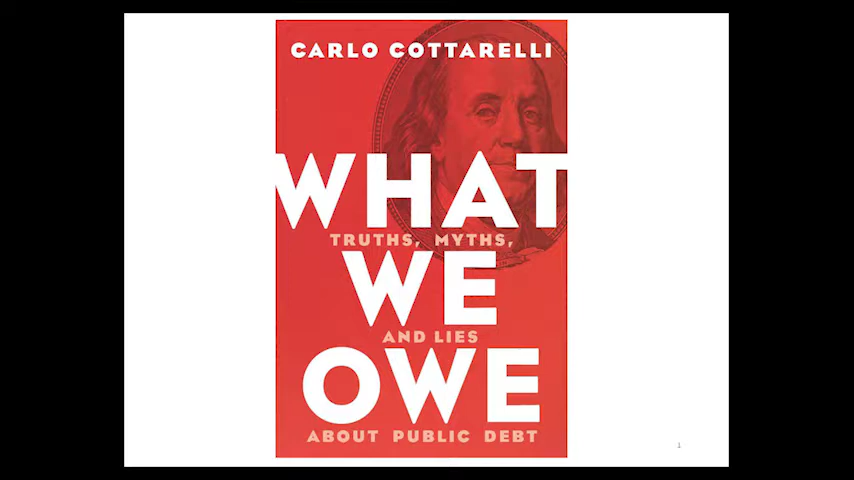 CARLO COTTARELLI
WHAT
TRUTHS, MYTHS,
WE
AND LIES
OWE
ABOUT PUBLIC DEBT
1